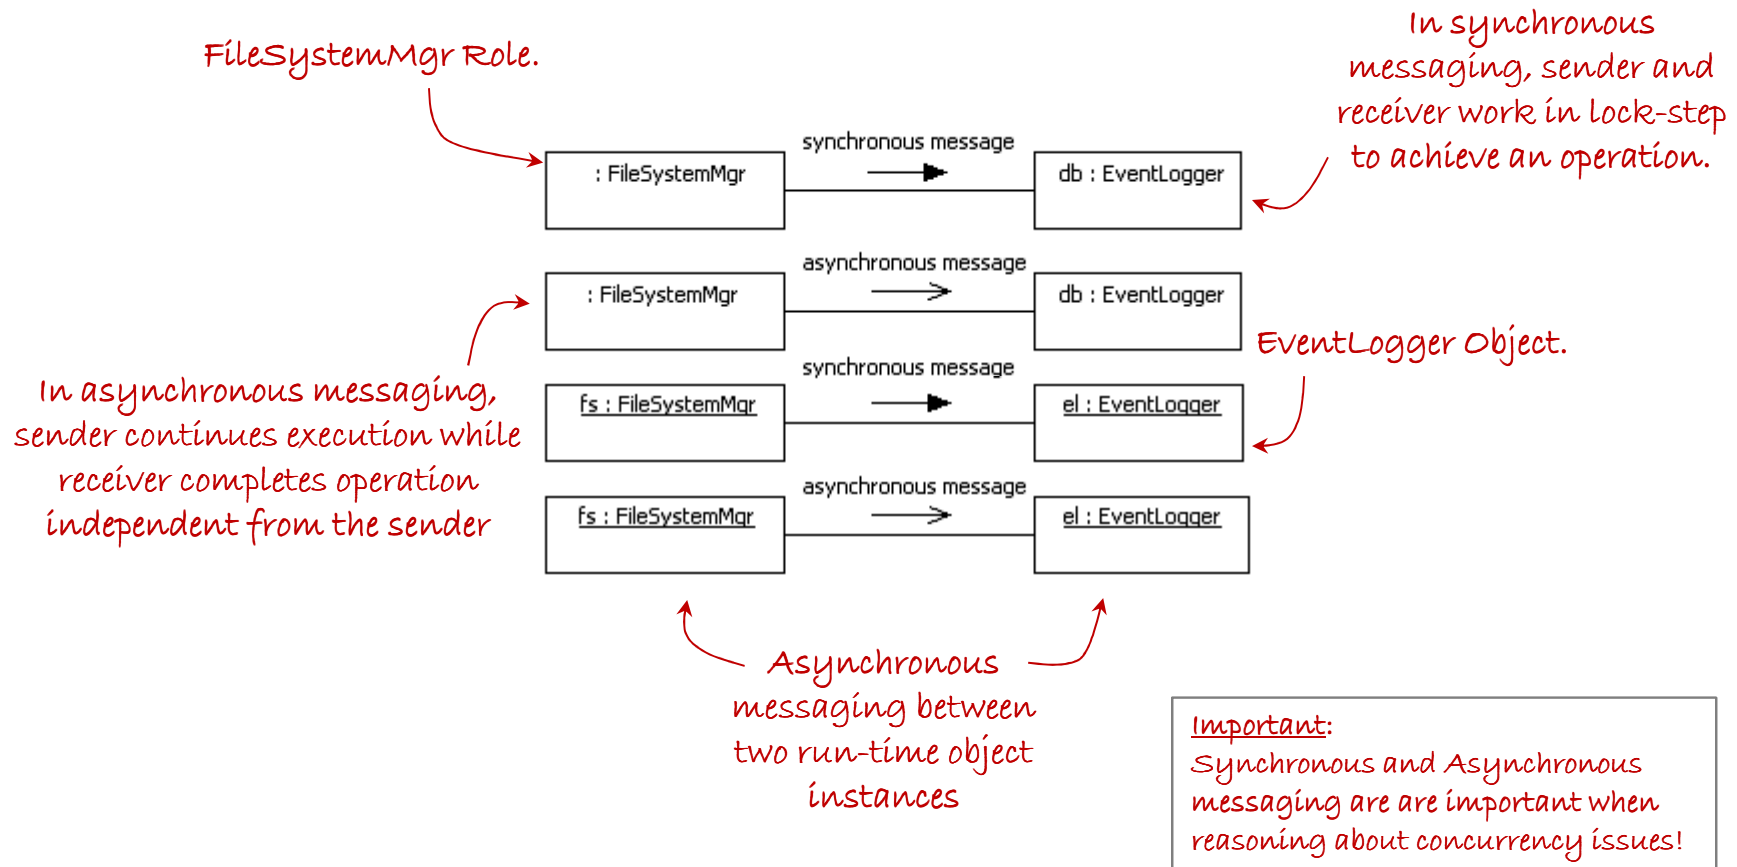 FileSystemMgr Role.
In synchronous
messaging, sender and
receiver work in lock-step
to achieve an operation.
synchronous message
: FileSystemMgr
db : EventLogger
asynchronous message
: FileSystemMgr
db : EventLogger
EventLogger Object.
In asynchronous messaging,
sender continues execution while
receiver completes operation
independent from the sender
synchronous message
fs : FileSystemMgr
el : EventLogger
asynchronous message
fs : FileSystemMgr
el : EventLogger
Asynchronous
messaging between
two run-time object
instances
Important:
Synchronous and Asynchronous
messaging are are important when
reasoning about concurrency issues!